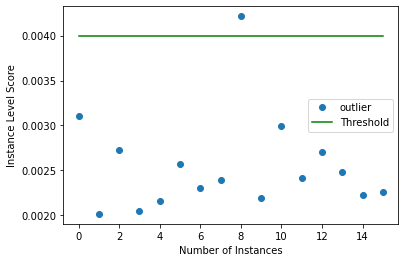 0.0040
0.0035
0.0030
0.0025
0.0020
Instance Level Score
outlier
Threshold
0 2 4 6 8 10 12 14
Number of Instances